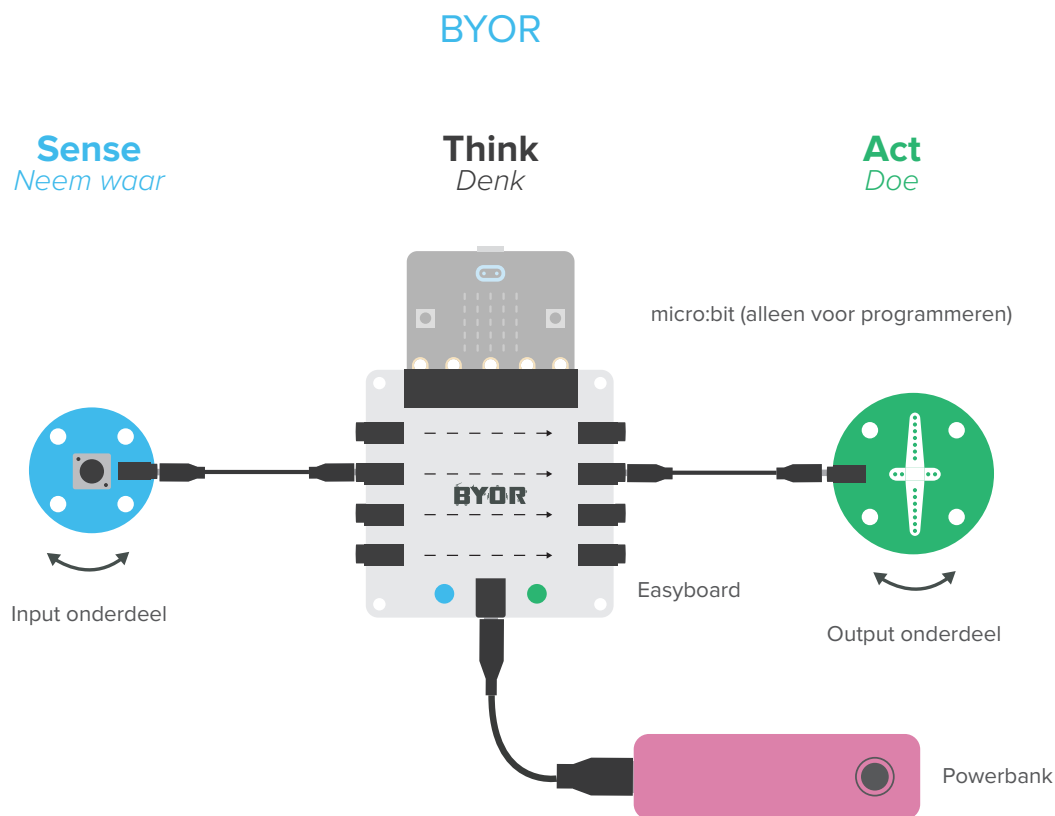 BYOR
Sense
Neem waar
Think
Denk
Act
Doe
micro:bit (alleen voor programmeren)
BYOR
Easyboard
Input onderdeel
Output onderdeel
Powerbank